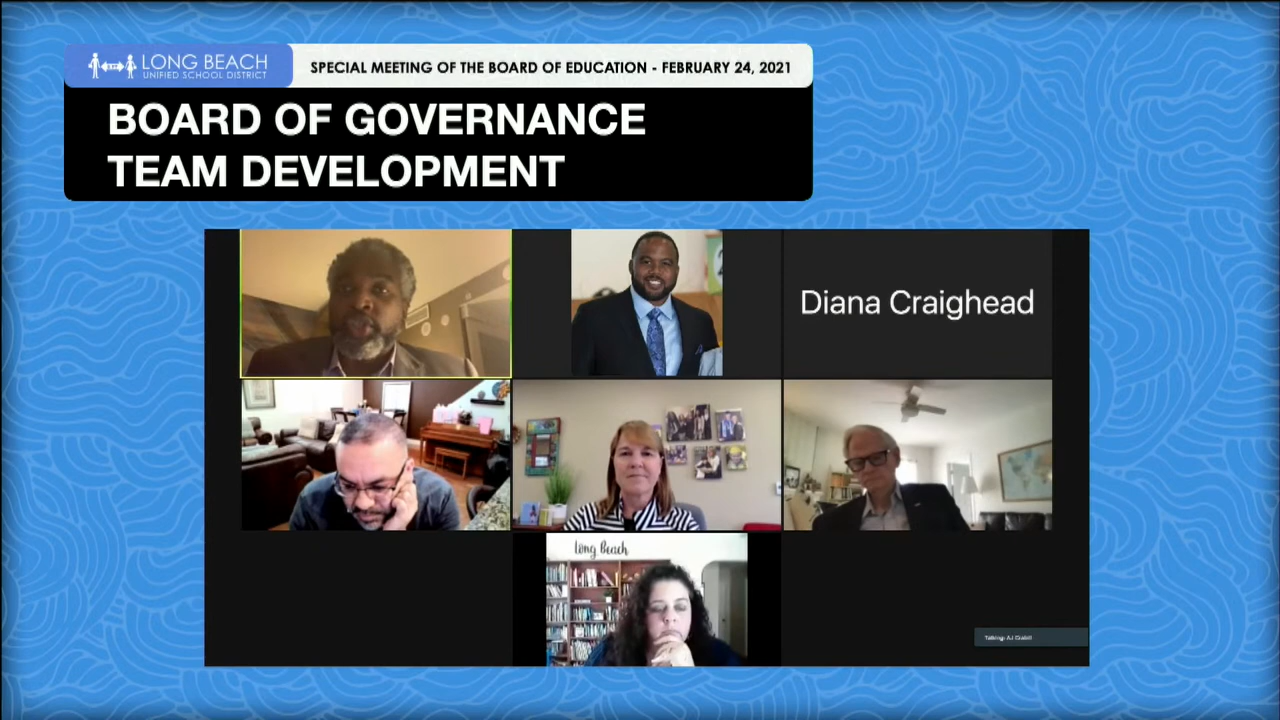 LONG BEACH
UNIFIED SCHOOL DISTRICT
SPECIAL MEETING OF THE BOARD OF EDUCATION - FEBRUARY 24, 2021
BOARD OF GOVERNANCE
TEAM DEVELOPMENT
Diana Craighead
long Beach
Talking: